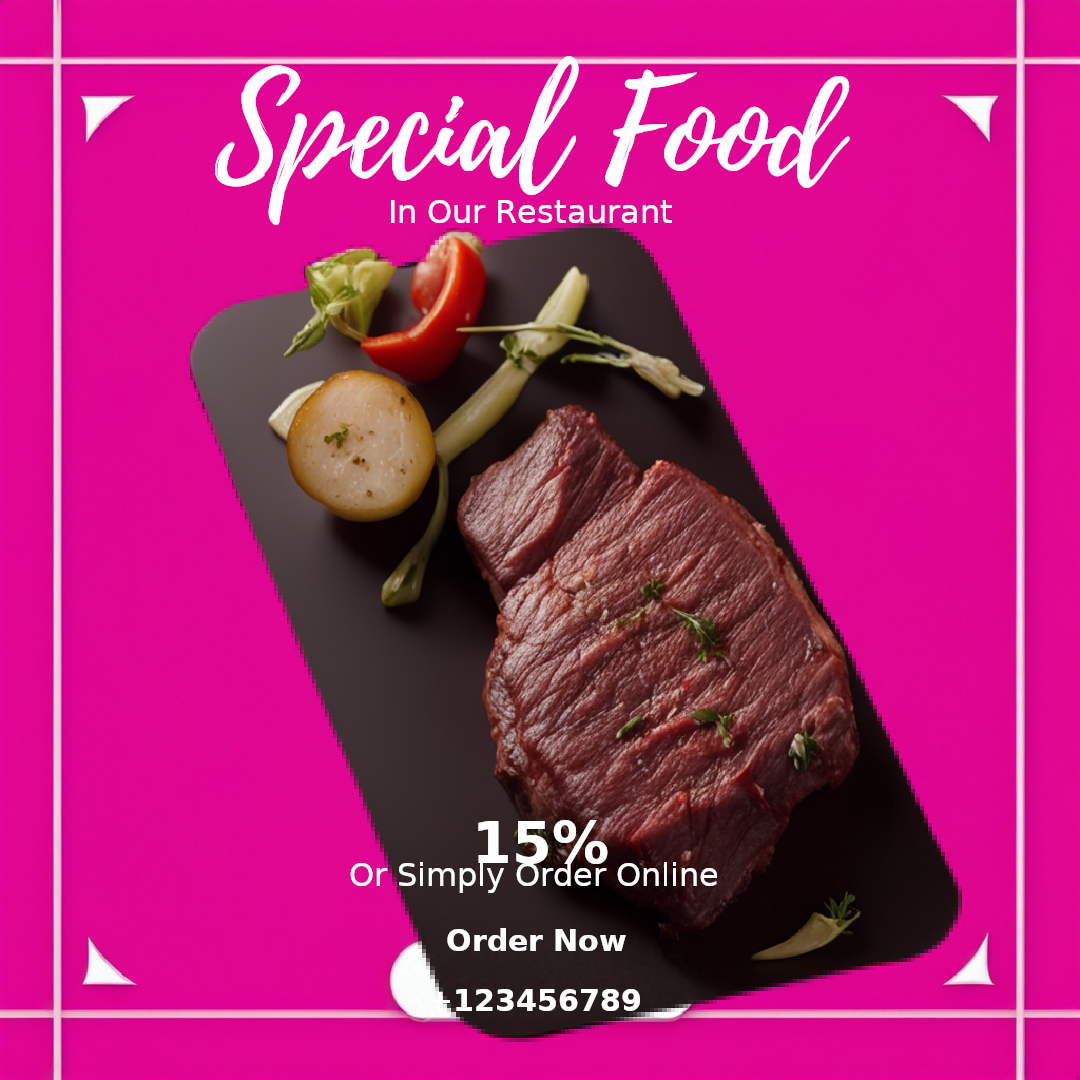 Special Food
In Our Restaurant
15%
Or Simply Order Online
Order Now
+123456789